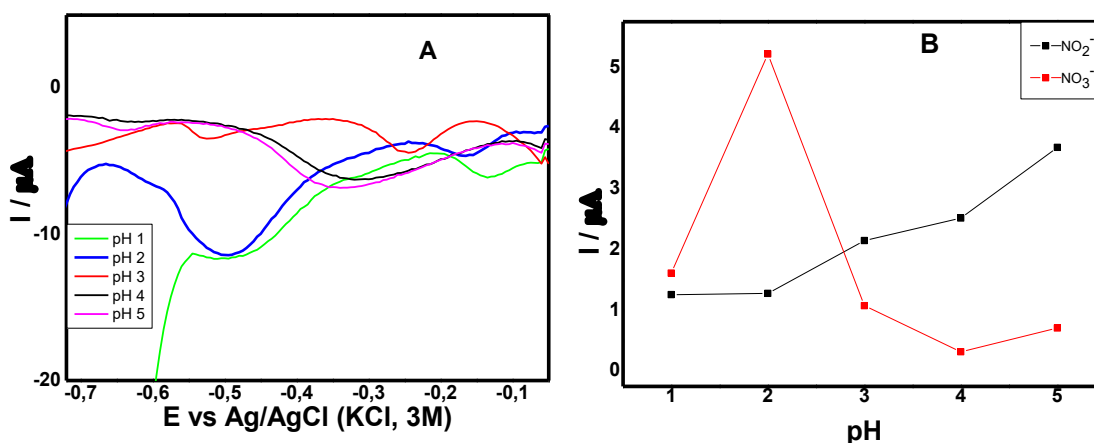 A
0
-10
-20
I / µA
pH 1
pH 2
pH 3
pH 4
pH 5
-0,7
-0,6
-0,5
-0,4
-0,3
-0,2
-0,1
E vs Ag/AgCl (KCl, 3M)
B
NO₂⁻
NO₃⁻
5
4
3
2
1
0
I / µA
1
2
3
4
5
pH